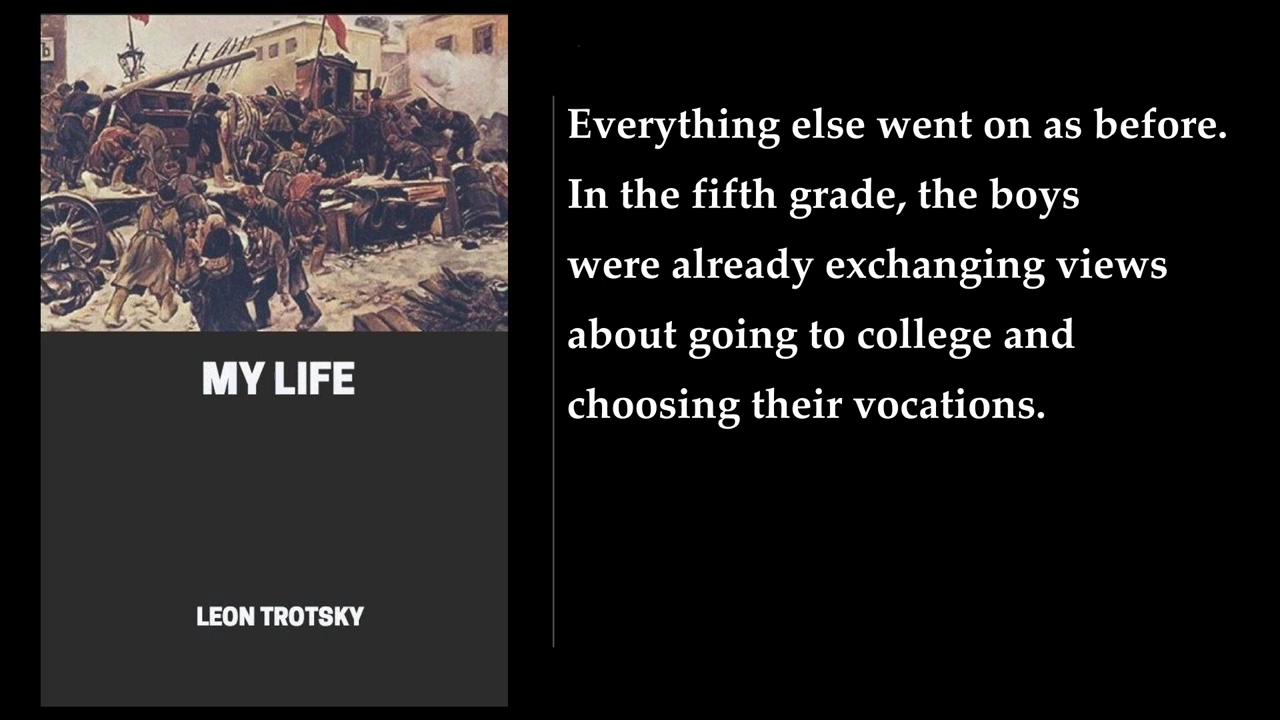 MY LIFE
LEON TROTSKY
Everything else went on as before.
In the fifth grade, the boys
were already exchanging views
about going to college and
choosing their vocations.